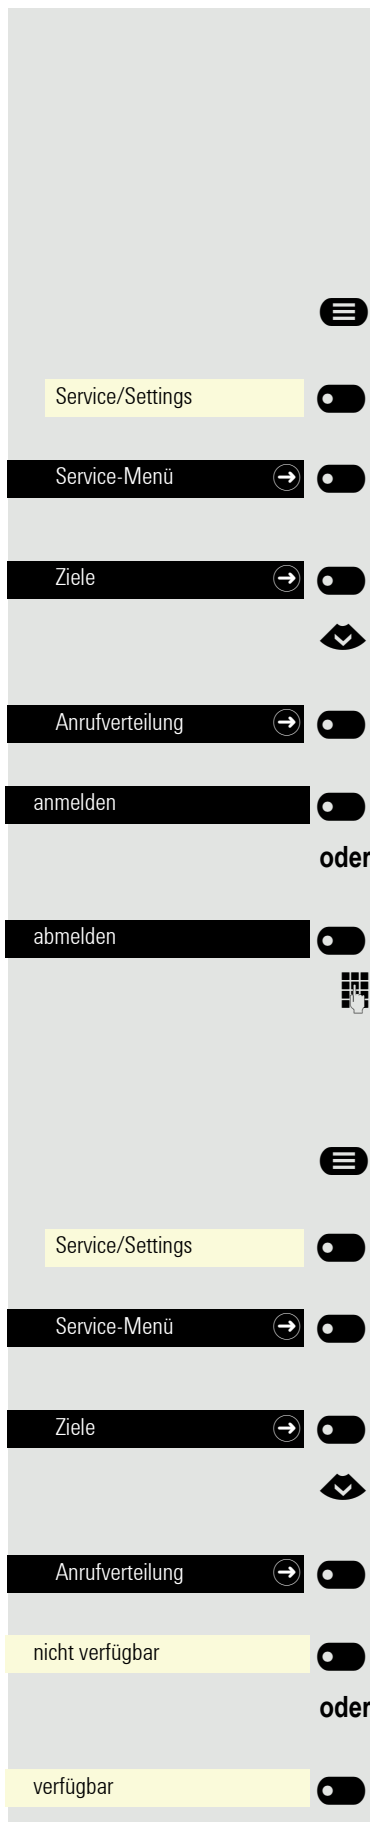 Service/Settings
Service-Menü
Ziele
Anrufverteilung
anmelden
oder
abmelden
Service/Settings
Service-Menü
Ziele
Anrufverteilung
nicht verfügbar
oder
verfügbar